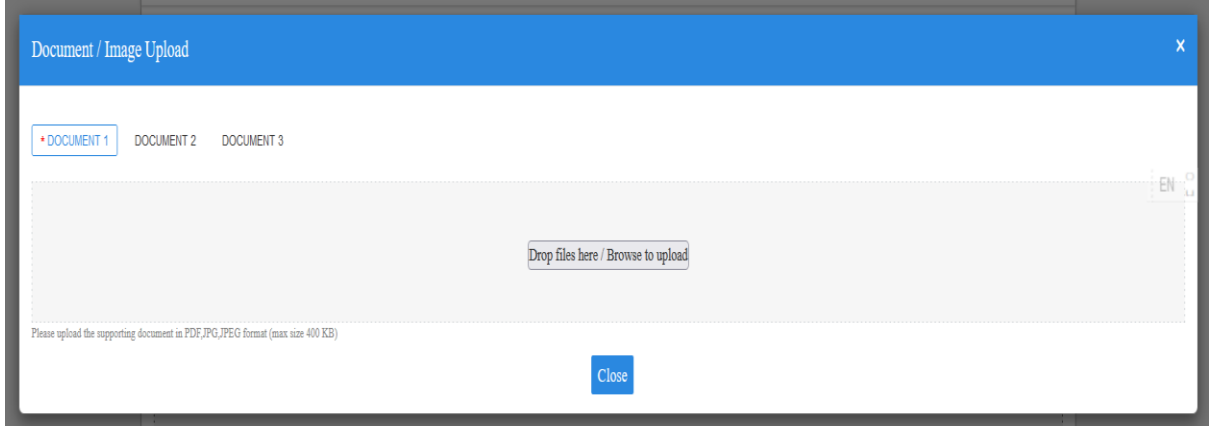 Document / Image Upload
x
* DOCUMENT 1 DOCUMENT 2 DOCUMENT 3
EN
Drop files here / Browse to upload
Please upload the supporting document in PDF,JPG,JPEG format (max size 400 KB)
Close